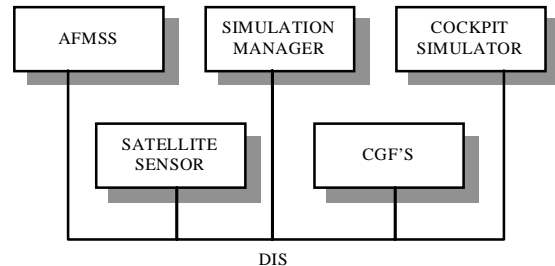 AFMSS
SIMULATION
MANAGER
COCKPIT
SIMULATOR
SATELLITE
SENSOR
CGF'S
DIS